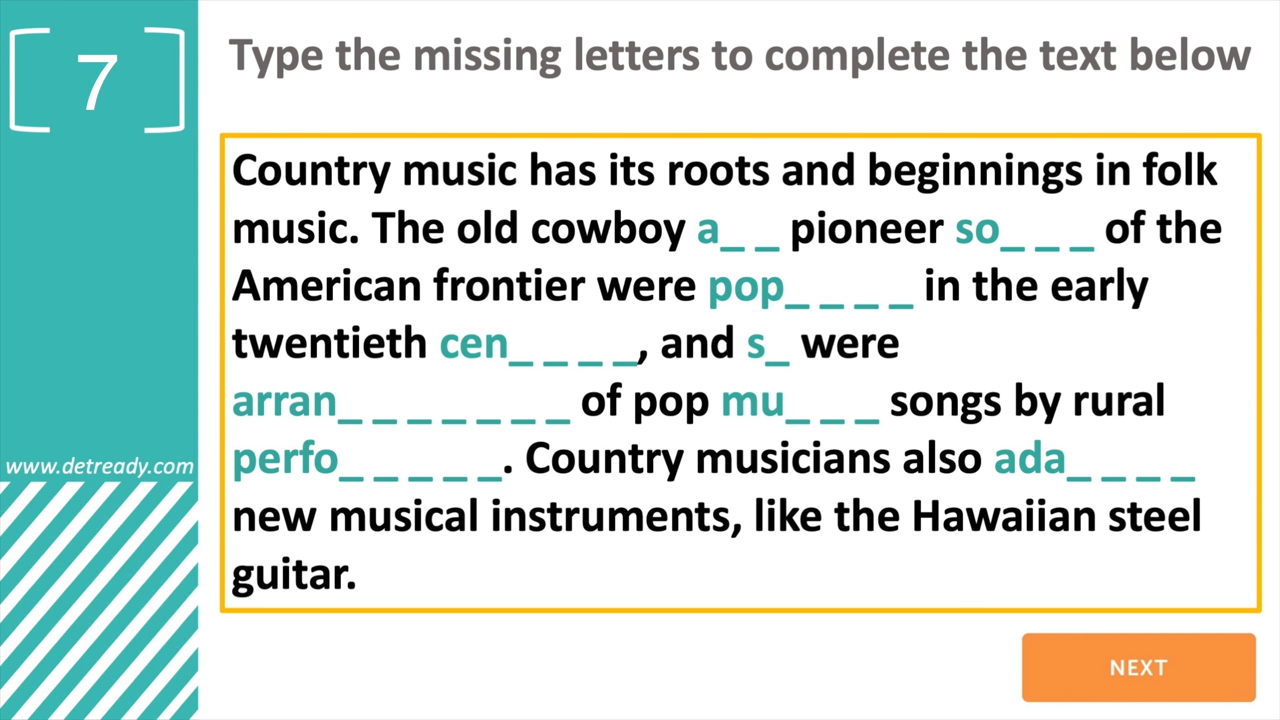 7
Type the missing letters to complete the text below
Country music has its roots and beginnings in folk
music. The old cowboy a_ _ pioneer so_ _ _ of the
American frontier were pop_ _ _ _ in the early
twentieth cen_ _ _ _, and s_ were
arran_ _ _ _ _ _ _ of pop mu_ _ _ songs by rural
perfo_ _ _ _ _. Country musicians also ada_ _ _ _
new musical instruments, like the Hawaiian steel
guitar.
www.detready.com
NEXT